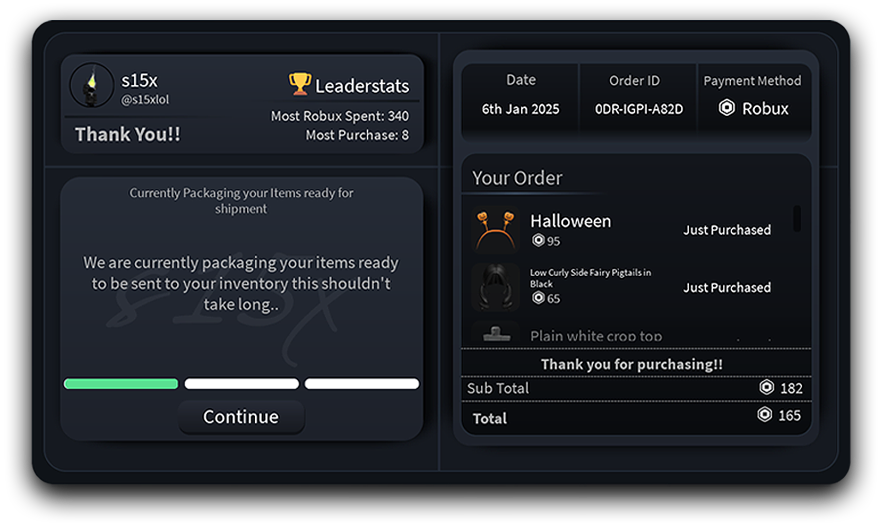 s15x
@s15xlol
Thank You!!
🏆 Leaderstats
Most Robux Spent: 340
Most Purchase: 8
Currently Packaging your Items ready for
shipment
s15x
We are currently packaging your items ready
to be sent to your inventory this shouldn't
take long..
Continue
Date
6th Jan 2025
Order ID
0DR-IGPI-A82D
Payment Method
Robux
Your Order
Halloween
95
Just Purchased
Low Curly Side Fairy Pigtails in
Black
65
Just Purchased
Plain white crop top
Thank you for purchasing!!
Sub Total 182
Total 165